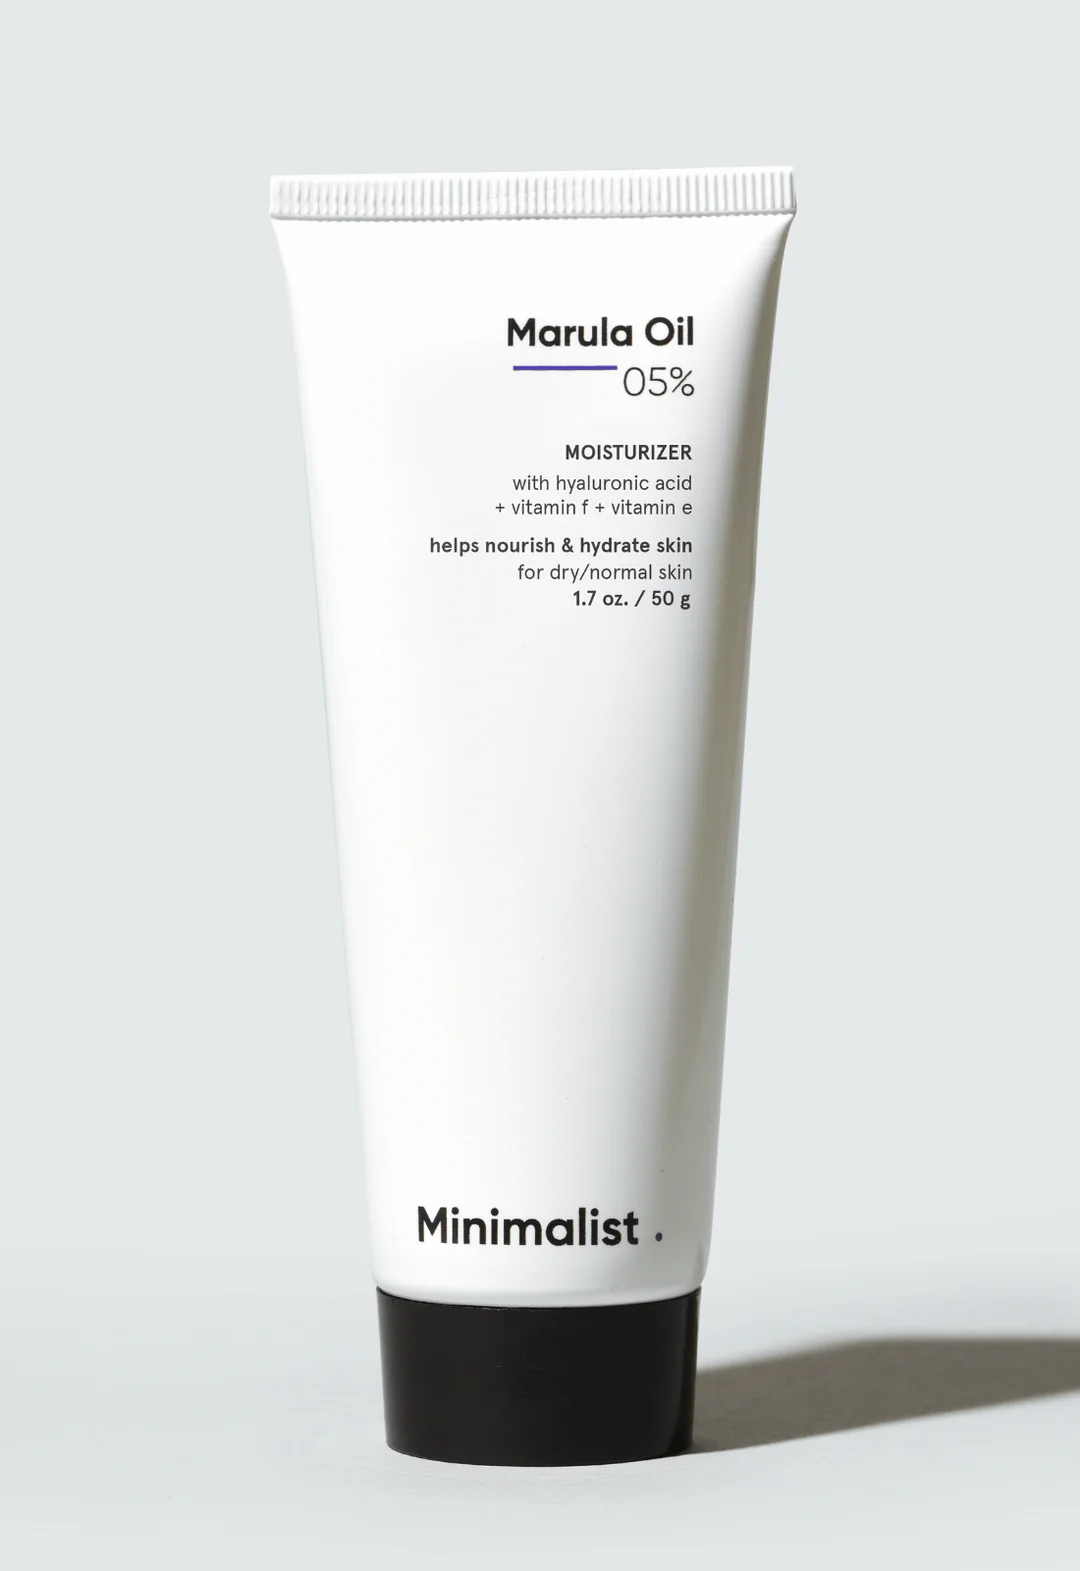 Marula Oil
05%
MOISTURIZER
with hyaluronic acid
+ vitamin f + vitamin e
helps nourish & hydrate skin
for dry/normal skin
1.7 oz. / 50 g
Minimalist .